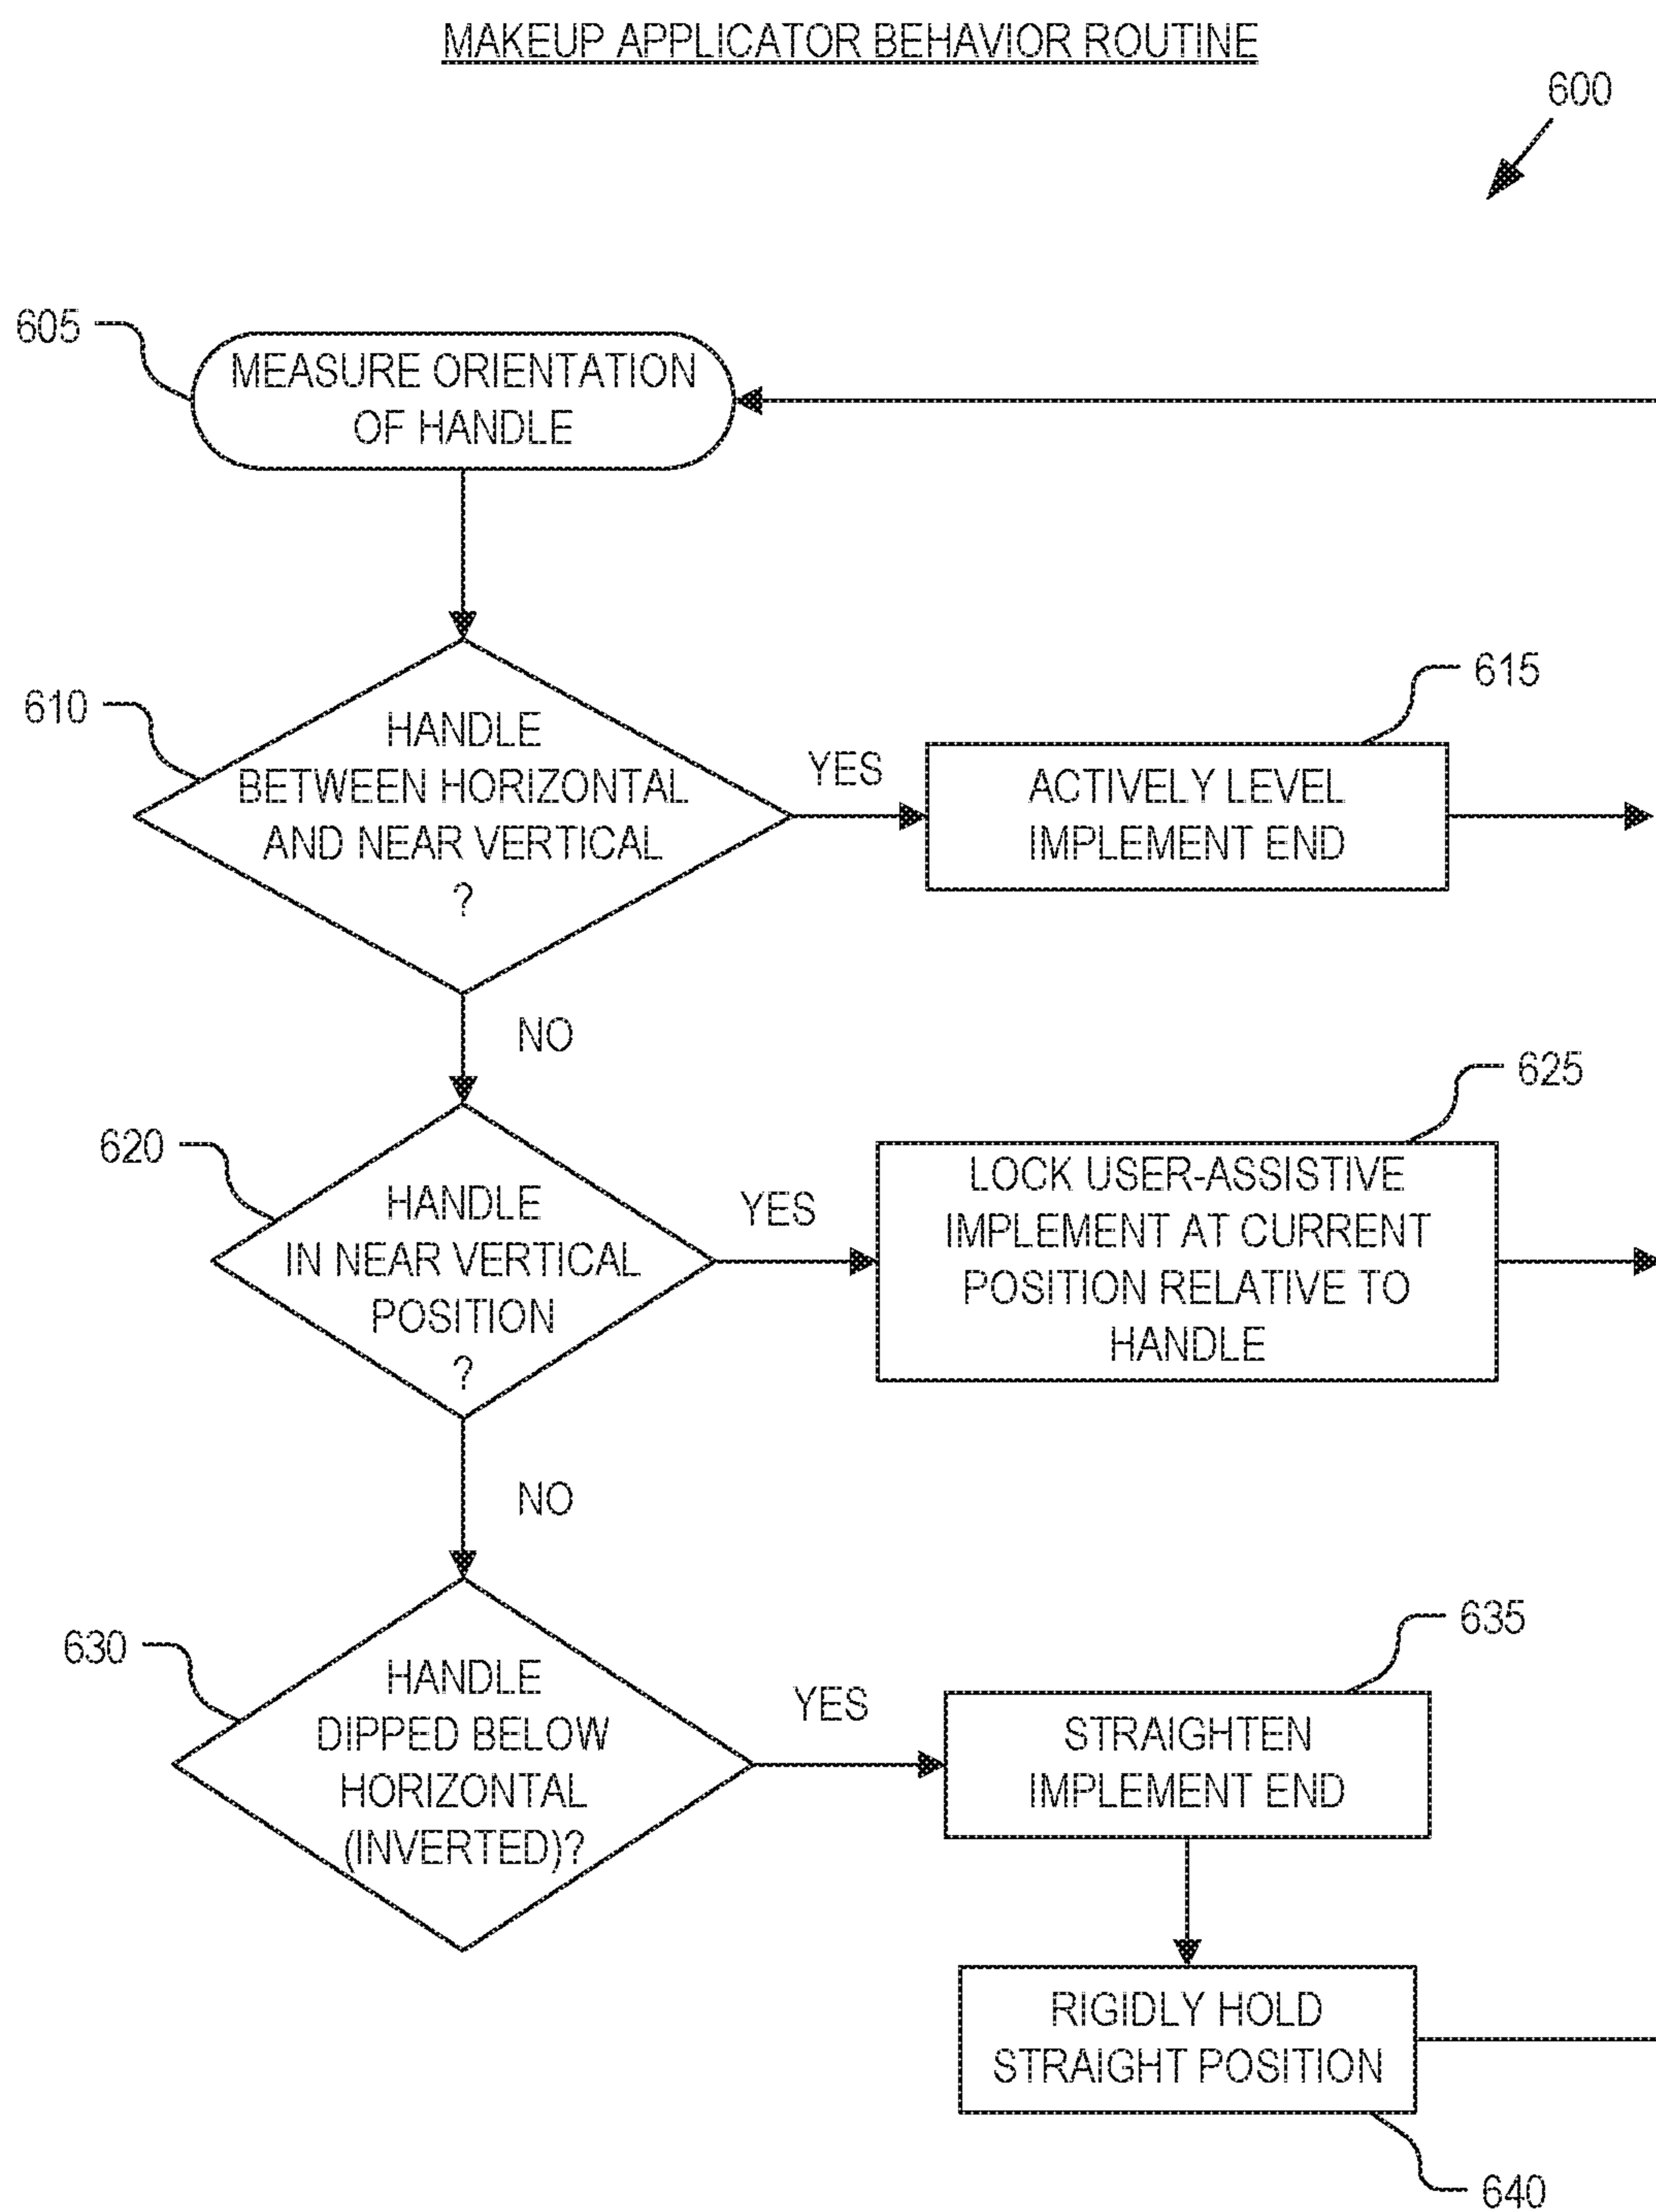 MAKEUP APPLICATOR BEHAVIOR ROUTINE
600
605
MEASURE ORIENTATION
OF HANDLE
610
HANDLE
BETWEEN HORIZONTAL
AND NEAR VERTICAL
?
YES
615
ACTIVELY LEVEL
IMPLEMENT END
NO
620
HANDLE
IN NEAR VERTICAL
POSITION
?
YES
625
LOCK USER-ASSISTIVE
IMPLEMENT AT CURRENT
POSITION RELATIVE TO
HANDLE
NO
630
HANDLE
DIPPED BELOW
HORIZONTAL
(INVERTED)?
YES
635
STRAIGHTEN
IMPLEMENT END
RIGIDLY HOLD
STRAIGHT POSITION
640